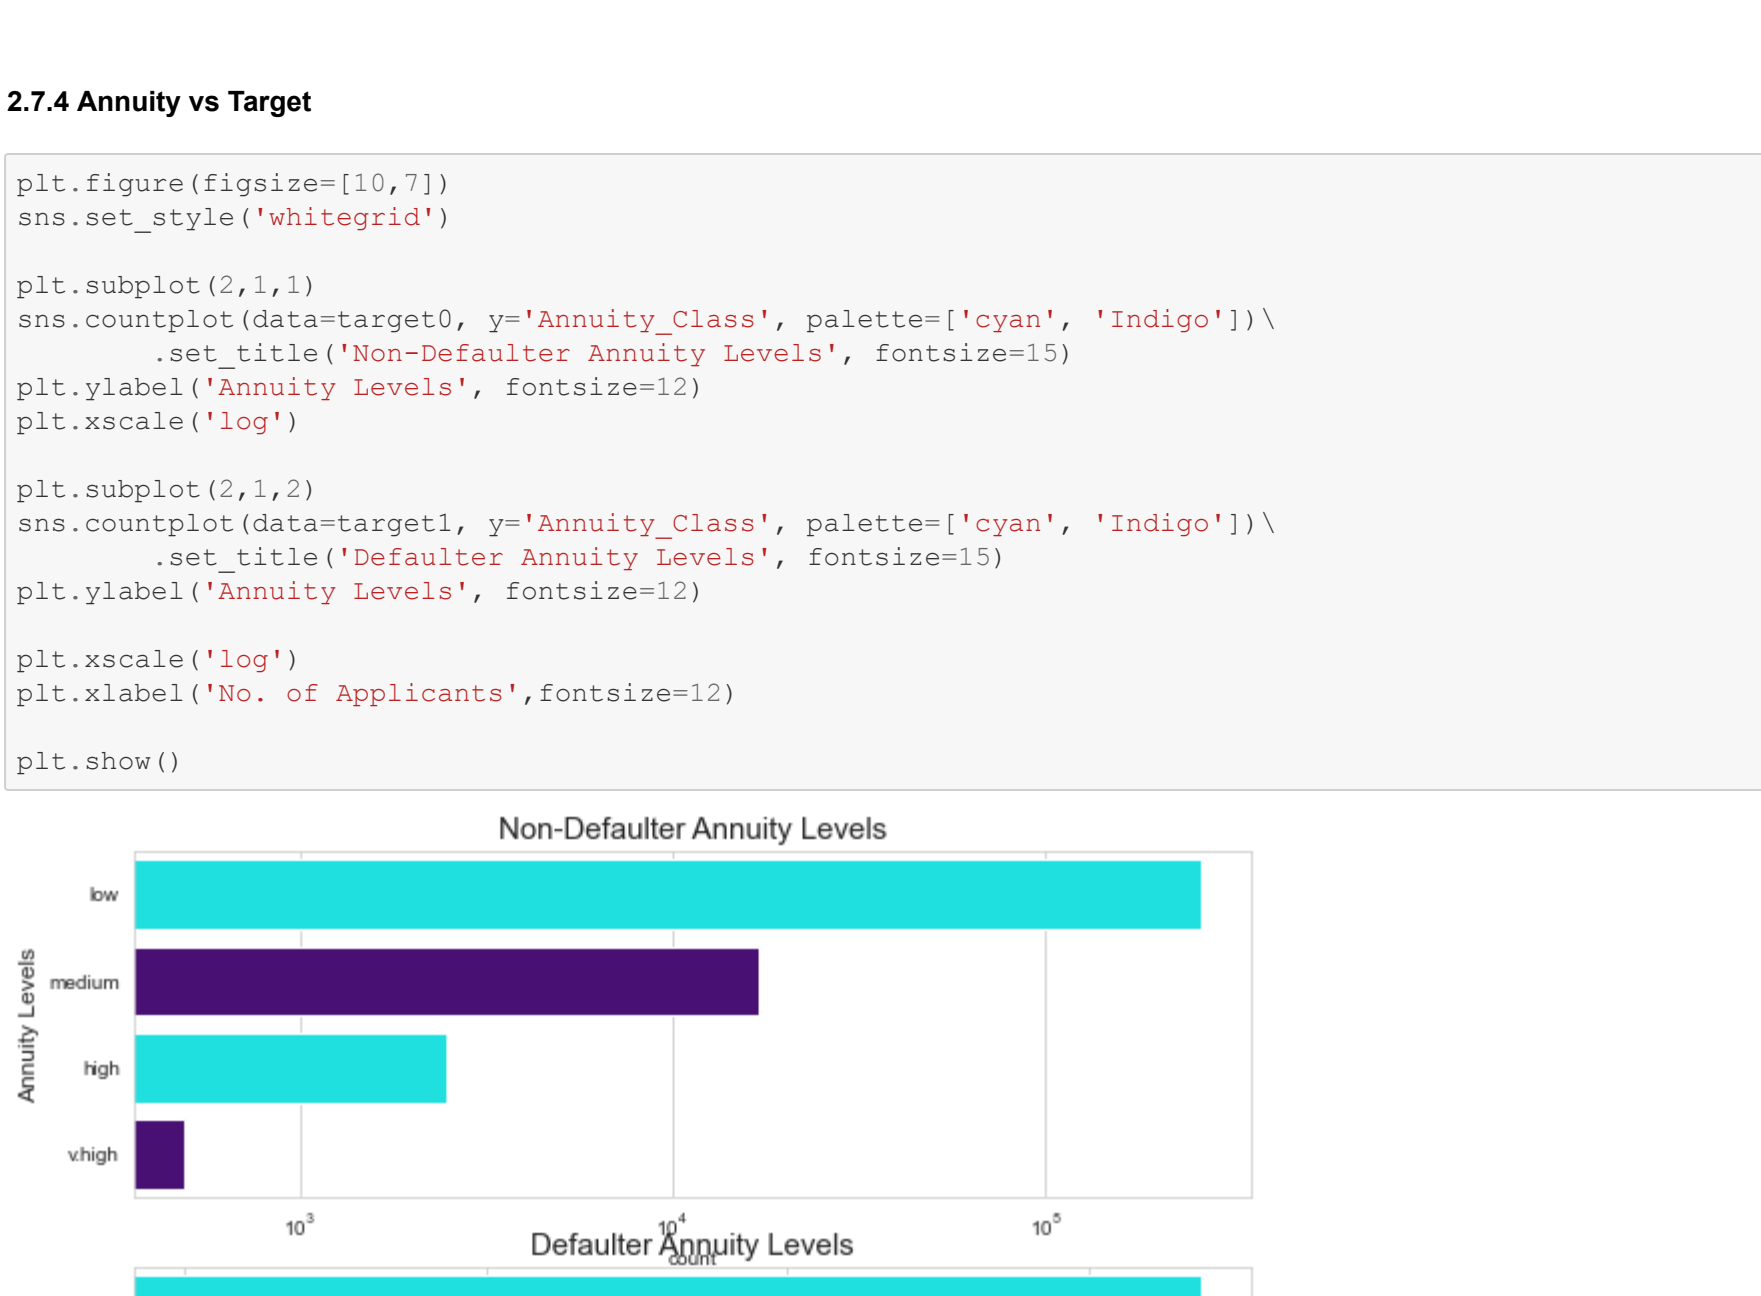 2.7.4 Annuity vs Target
plt.figure(figsize=[10,7])
sns.set_style('whitegrid')
plt.subplot(2,1,1)
sns.countplot(data=target0, y='Annuity_Class', palette=['cyan', 'Indigo'])\
.set_title('Non-Defaulter Annuity Levels', fontsize=15)
plt.ylabel('Annuity Levels', fontsize=12)
plt.xscale('log')
plt.subplot(2,1,2)
sns.countplot(data=target1, y='Annuity_Class', palette=['cyan', 'Indigo'])\
.set_title('Defaulter Annuity Levels', fontsize=15)
plt.ylabel('Annuity Levels', fontsize=12)
plt.xscale('log')
plt.xlabel('No. of Applicants',fontsize=12)
plt.show()
Non-Defaulter Annuity Levels
Annuity Levels
low
medium
high
v.high
10³ 10⁴ 10⁵
count
Defaulter Annuity Levels